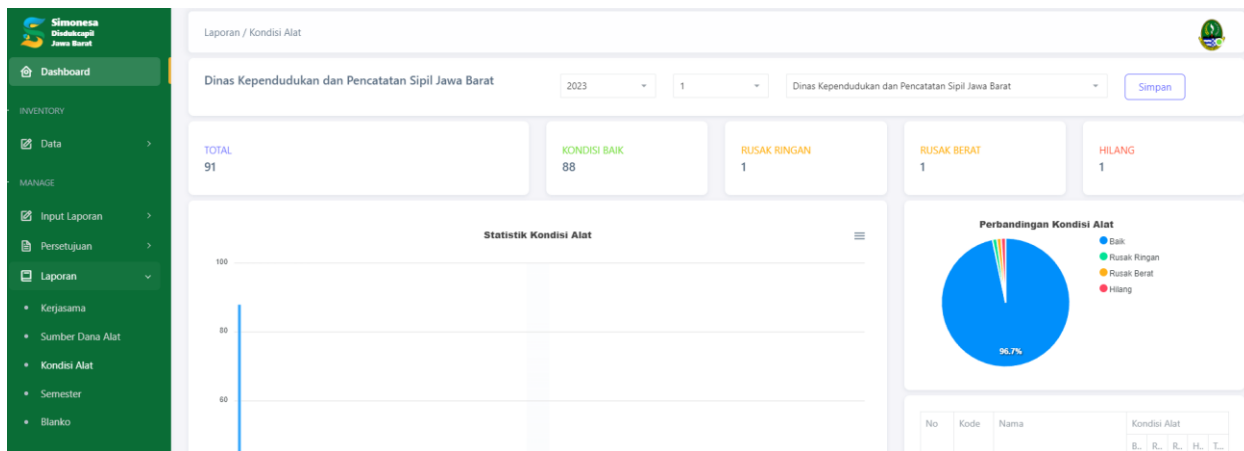 Simonesa
Disdukcapil
Jawa Barat
Dashboard
INVENTORY
Data
MANAGE
Input Laporan
Persetujuan
Laporan
Kerjasama
Sumber Dana Alat
Kondisi Alat
Semester
Blanko
Laporan / Kondisi Alat
Dinas Kependudukan dan Pencatatan Sipil Jawa Barat
2023
1
Dinas Kependudukan dan Pencatatan Sipil Jawa Barat
Simpan
TOTAL
91
KONDISI BAIK
88
RUSAK RINGAN
1
RUSAK BERAT
1
HILANG
1
Statistik Kondisi Alat
100
80
60
Perbandingan Kondisi Alat
Baik
Rusak Ringan
Rusak Berat
Hilang
96.7%
No Kode Nama Kondisi Alat
B... R... R... H... T...